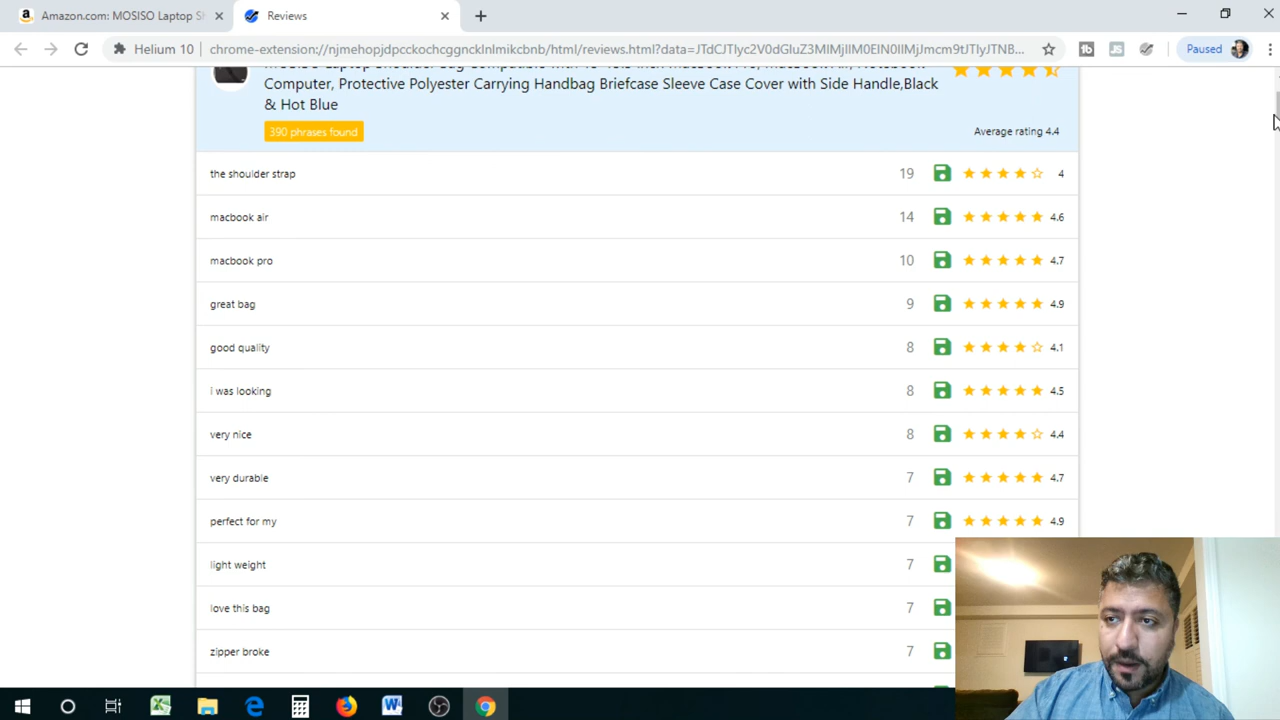 Amazon.com: MOSISO Laptop Sh
Reviews
Helium 10
chrome-extension://njmehopjdpcckochcggncklnlmikcbnb/html/reviews.html?data=JTdCJTIyc2V0dGluZ3MlMjIlM0ElN0IlMjJmcm9tJTIyJTNB...
Paused
Computer, Protective Polyester Carrying Handbag Briefcase Sleeve Case Cover with Side Handle,Black
& Hot Blue
390 phrases found
Average rating 4.4
the shoulder strap 19 4
macbook air 14 4.6
macbook pro 10 4.7
great bag 9 4.9
good quality 8 4.1
i was looking 8 4.5
very nice 8 4.4
very durable 7 4.7
perfect for my 7 4.9
light weight 7
love this bag 7
zipper broke 7